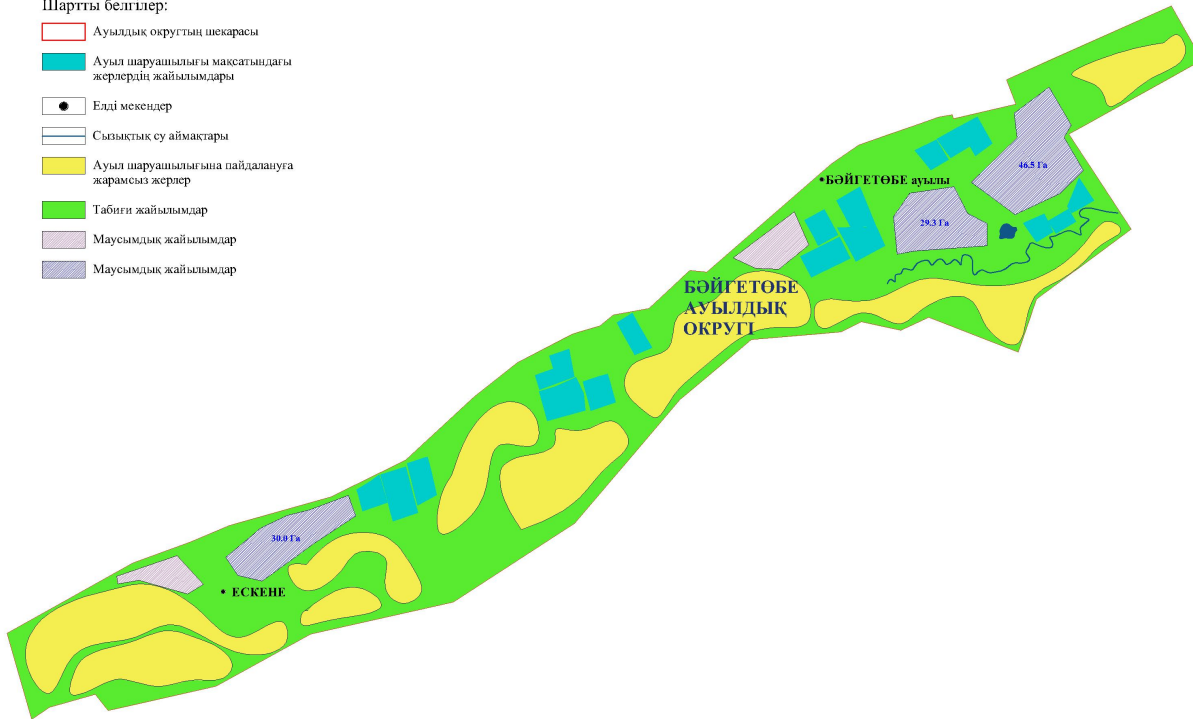 Шартты белгілер:
Ауылдық округтың шекарасы
Ауыл шаруашылығы мақсатындағы
жерлердің жайылымдары
Елді мекендер
Сызықтық су аймақтары
Ауыл шаруашылығына пайдалануға
жарамсыз жерлер
Табиғи жайылымдар
Маусымдық жайылымдар
Маусымдық жайылымдар
46.5 Га
БӘЙГЕТӨБЕ ауылы
29.3 Га
БӘЙГЕТӨБЕ
АУЫЛДЫҚ
ОКРУГІ
30.0 Га
ЕСКЕНЕ